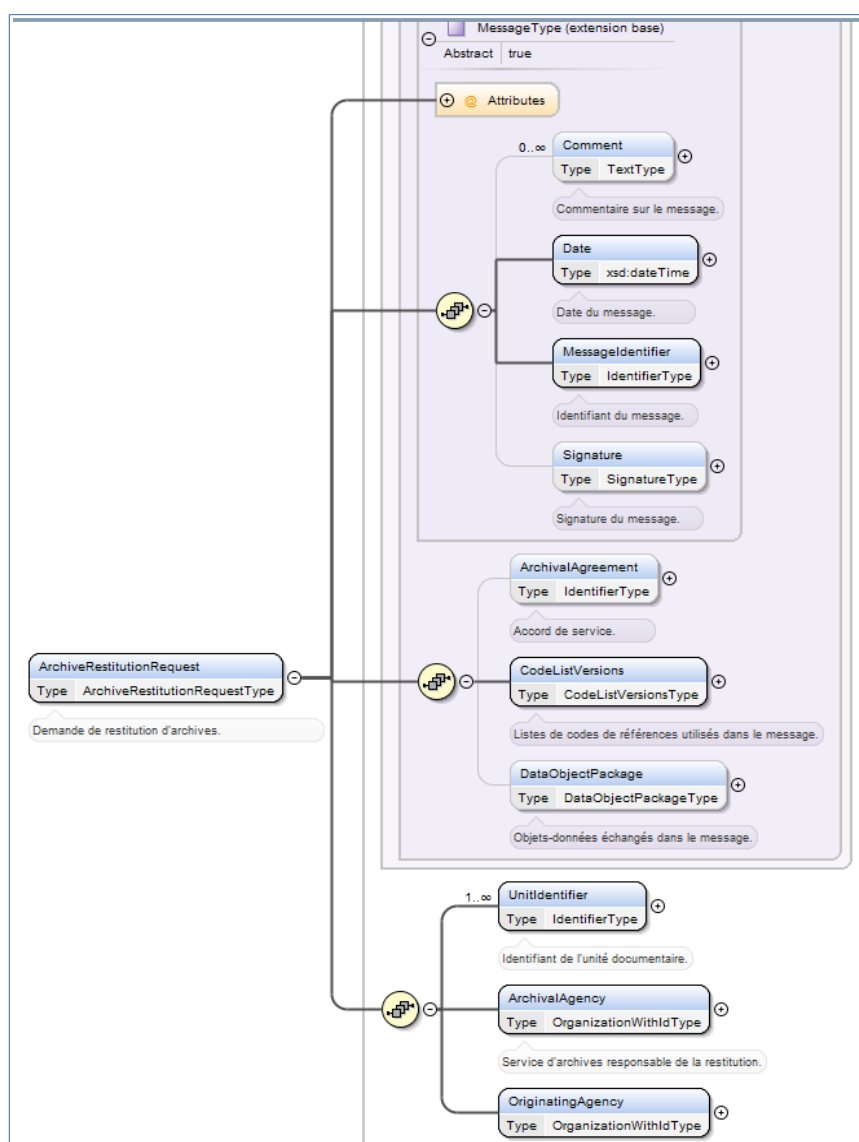 MessageType (extension base)
Abstract true
@ Attributes
0..∞
Comment
Type TextType
Commentaire sur le message.
Date
Type xsd:dateTime
Date du message.
MessageIdentifier
Type IdentifierType
Identifiant du message.
Signature
Type SignatureType
Signature du message.
ArchivalAgreement
Type IdentifierType
Accord de service.
ArchiveRestitutionRequest
Type ArchiveRestitutionRequestType
Demande de restitution d'archives.
CodeListVersions
Type CodeListVersionsType
Listes de codes de références utilisés dans le message.
DataObjectPackage
Type DataObjectPackageType
Objets-données échangés dans le message.
1..∞
UnitIdentifier
Type IdentifierType
Identifiant de l'unité documentaire.
ArchivalAgency
Type OrganizationWithIdType
Service d'archives responsable de la restitution.
OriginatingAgency
Type OrganizationWithIdType